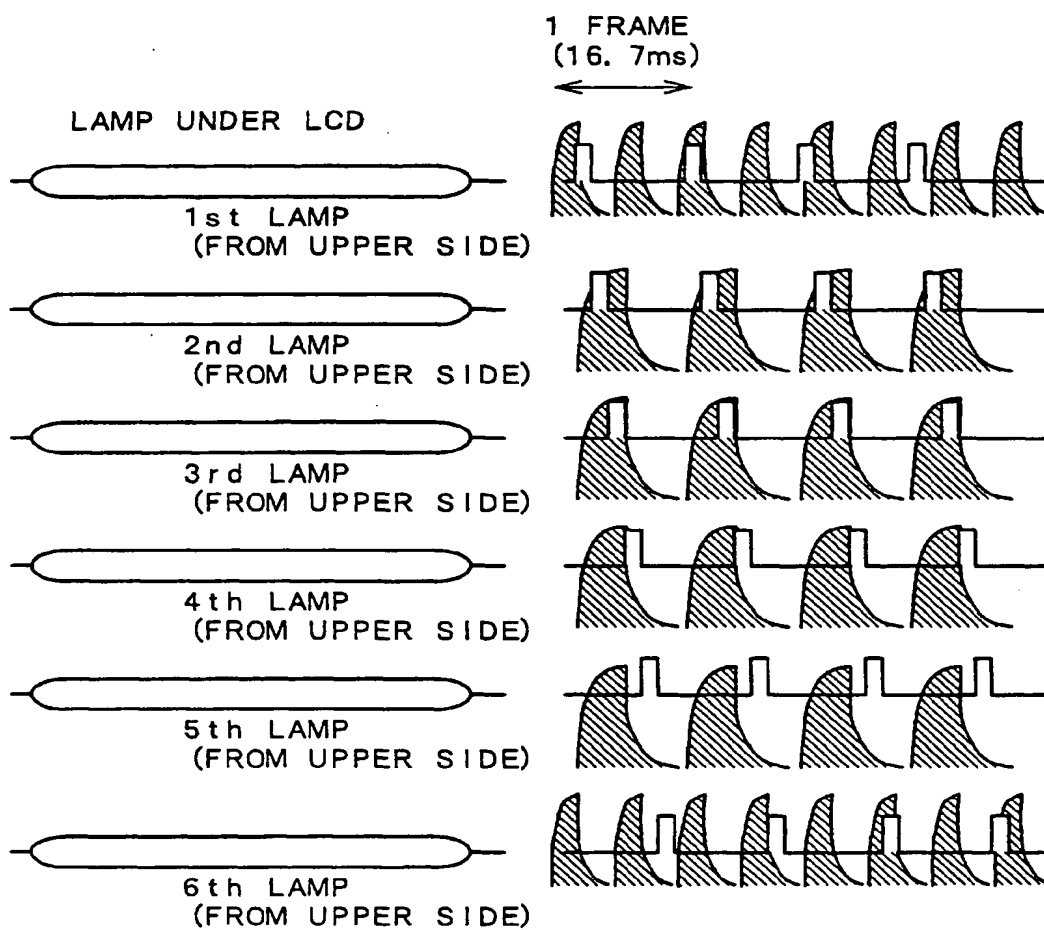 1 FRAME
(16. 7ms)
LAMP UNDER LCD
1st LAMP
(FROM UPPER SIDE)
2nd LAMP
(FROM UPPER SIDE)
3rd LAMP
(FROM UPPER SIDE)
4th LAMP
(FROM UPPER SIDE)
5th LAMP
(FROM UPPER SIDE)
6th LAMP
(FROM UPPER SIDE)